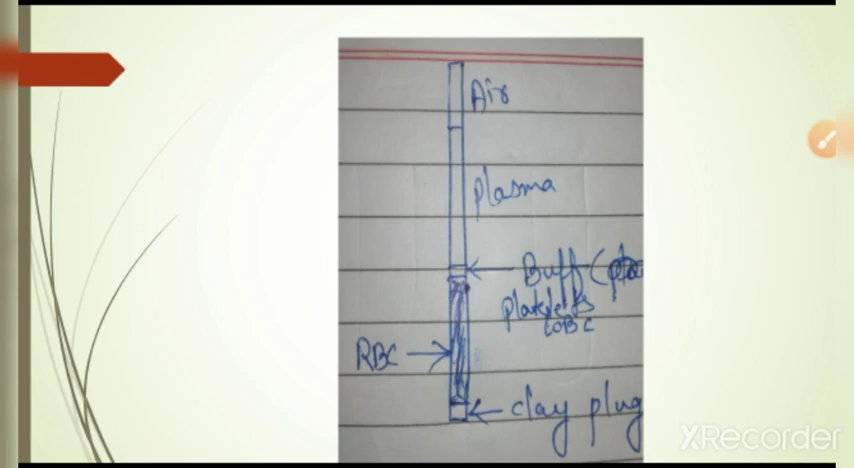 Air
Plasma
Buff (
Platelets
WBC
RBC
clay plug
XRecorder